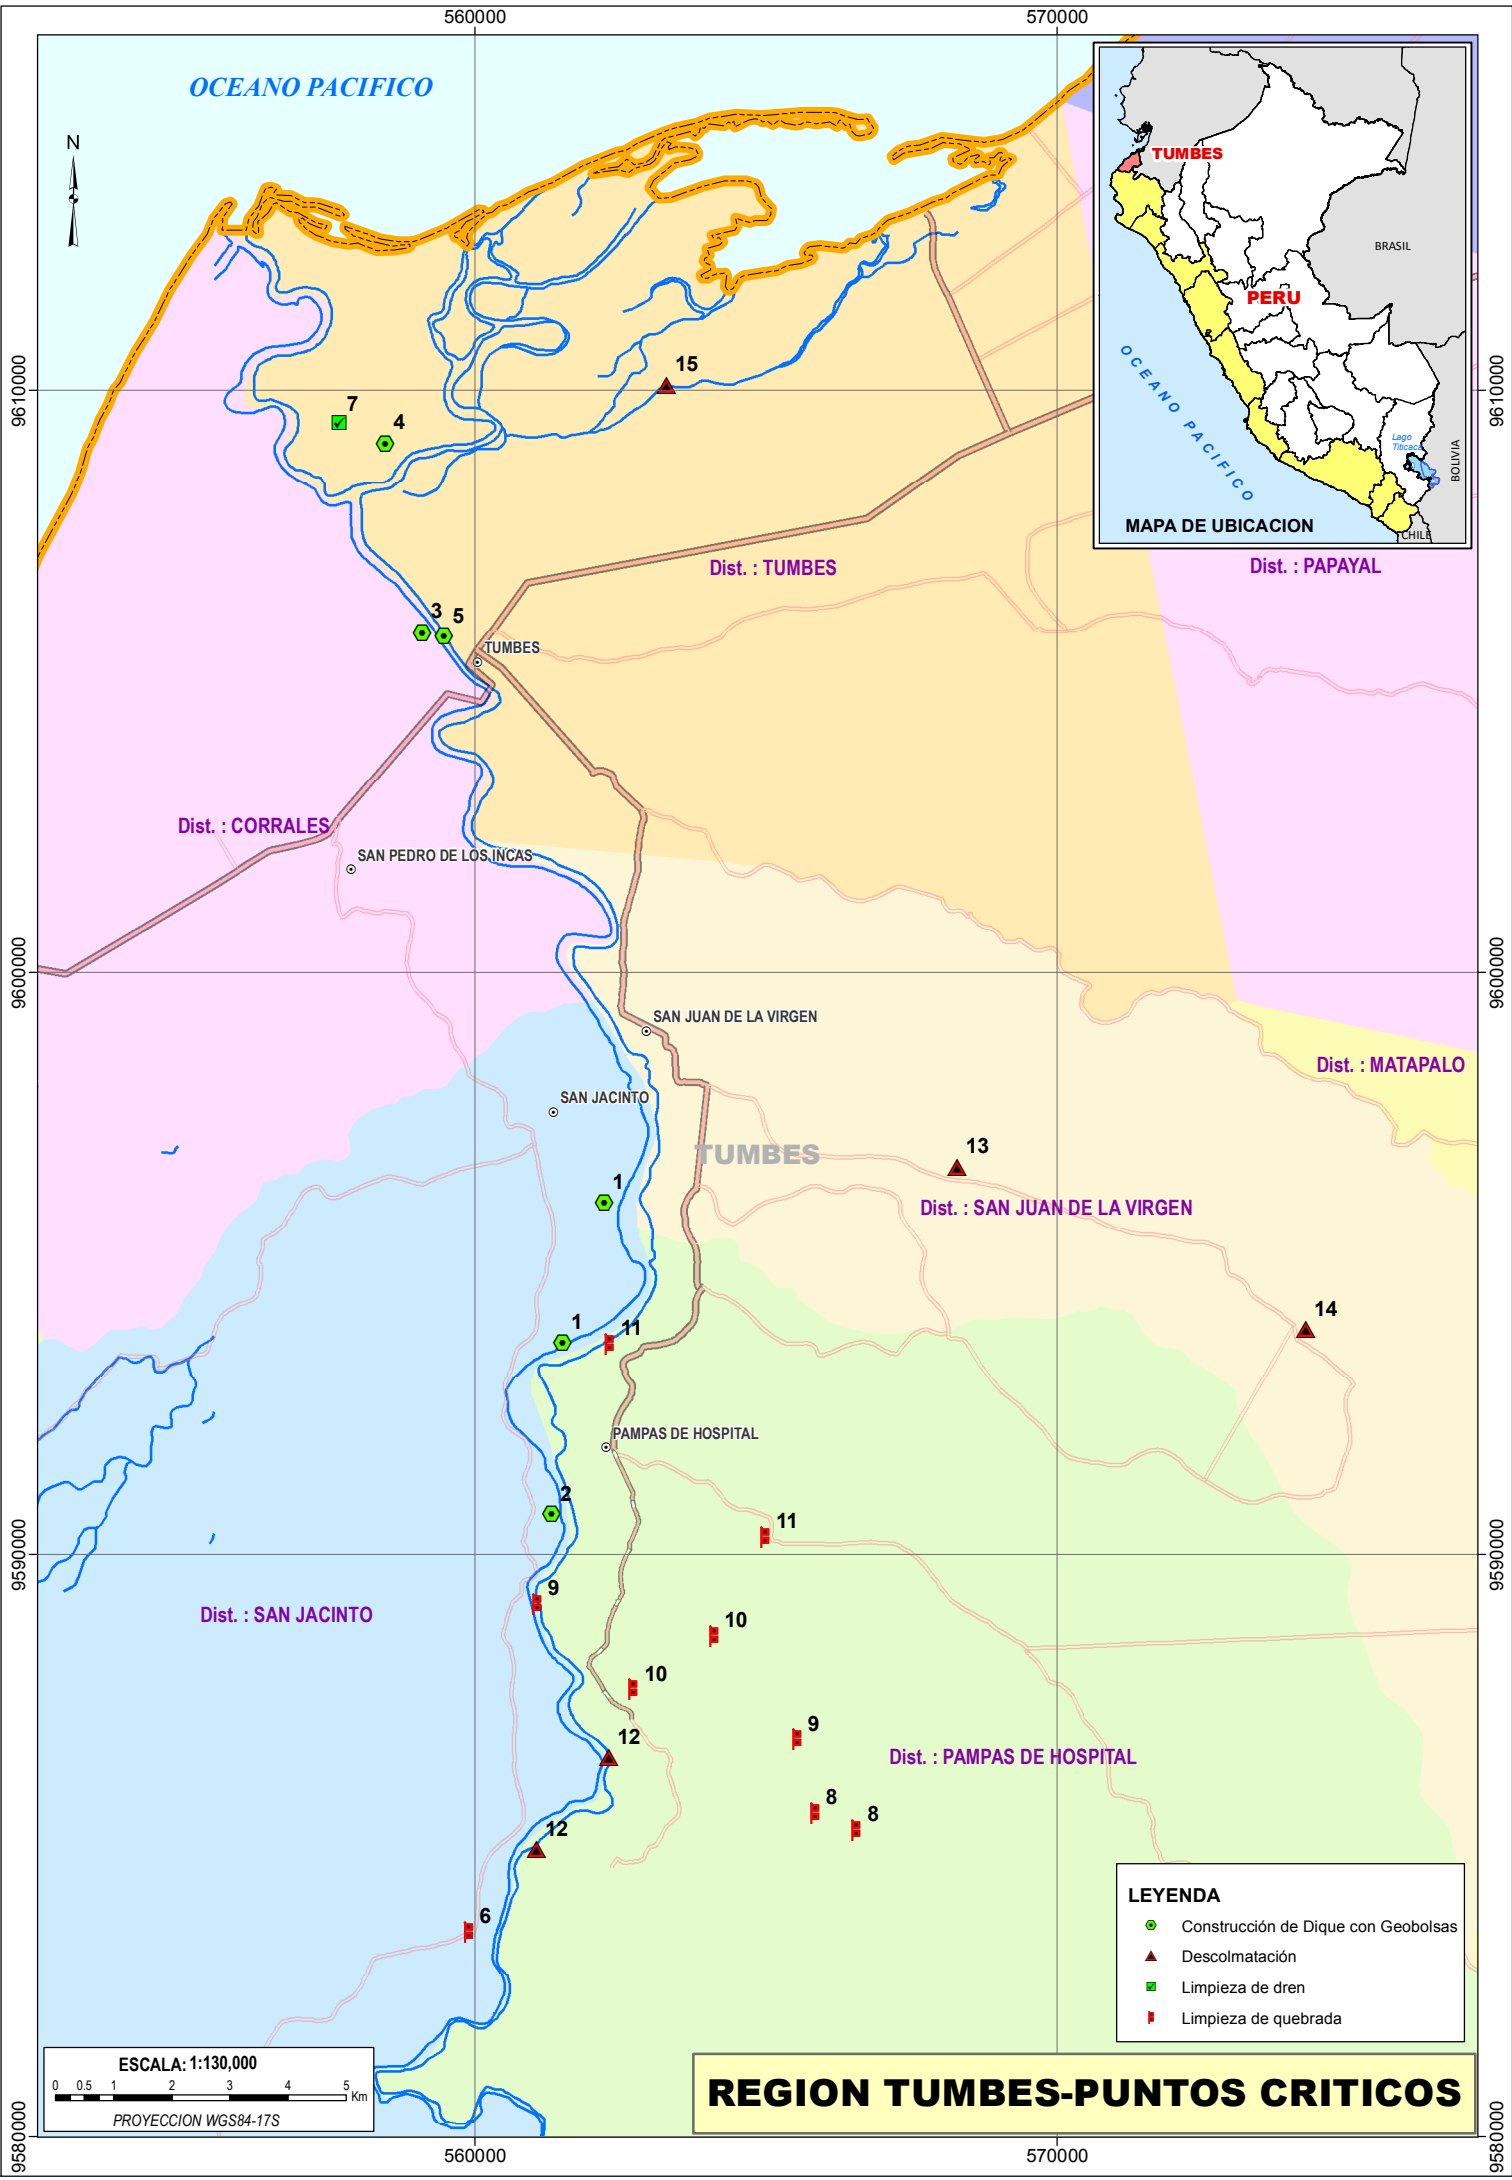 560000
570000
OCEANO PACIFICO
N
TUMBES
BRASIL
PERU
OCEANO PACIFICO
Lago
Titicaca
BOLIVIA
MAPA DE UBICACION
CHILE
9610000
9610000
15
7
4
Dist. : TUMBES
Dist. : PAPAYAL
3
5
TUMBES
Dist. : CORRALES
SAN PEDRO DE LOS INCAS
9600000
9600000
SAN JUAN DE LA VIRGEN
Dist. : MATAPALO
SAN JACINTO
TUMBES
13
1
Dist. : SAN JUAN DE LA VIRGEN
14
1
11
PAMPAS DE HOSPITAL
2
11
9590000
9590000
9
Dist. : SAN JACINTO
10
10
9
12
Dist. : PAMPAS DE HOSPITAL
8
8
12
6
LEYENDA
Construcción de Dique con Geobolsas
Descolmatación
Limpieza de dren
Limpieza de quebrada
ESCALA: 1:130,000
0 0.5 1 2 3 4 5
Km
PROYECCION WGS84-17S
REGION TUMBES-PUNTOS CRITICOS
9580000
9580000
560000
570000